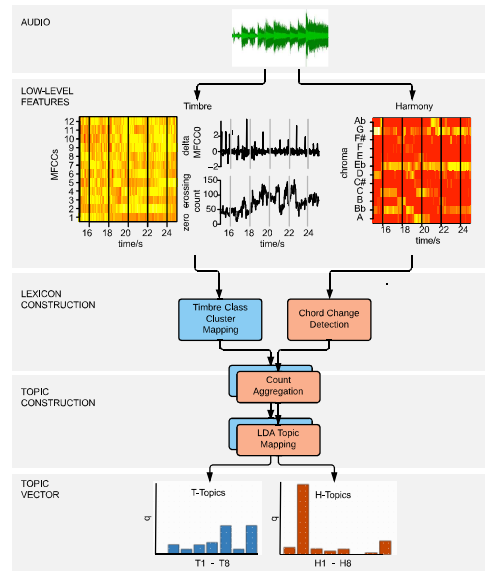 AUDIO
LOW-LEVEL
FEATURES
Timbre
Harmony
MFCCs
12
11
10
9
8
7
6
5
4
3
2
1
16 18 20 22 24
time/s
delta
MFCC0
2
0
−2
zero crossing
count
150
100
50
0
16 18 20 22 24
time/s
chroma
Ab
G
F#
F
E
Eb
D
C#
C
B
Bb
A
16 18 20 22 24
time/s
LEXICON
CONSTRUCTION
Timbre Class
Cluster
Mapping
Chord Change
Detection
TOPIC
CONSTRUCTION
Count
Aggregation
LDA Topic
Mapping
TOPIC
VECTOR
T-Topics
q
T1 - T8
H-Topics
q
H1 - H8